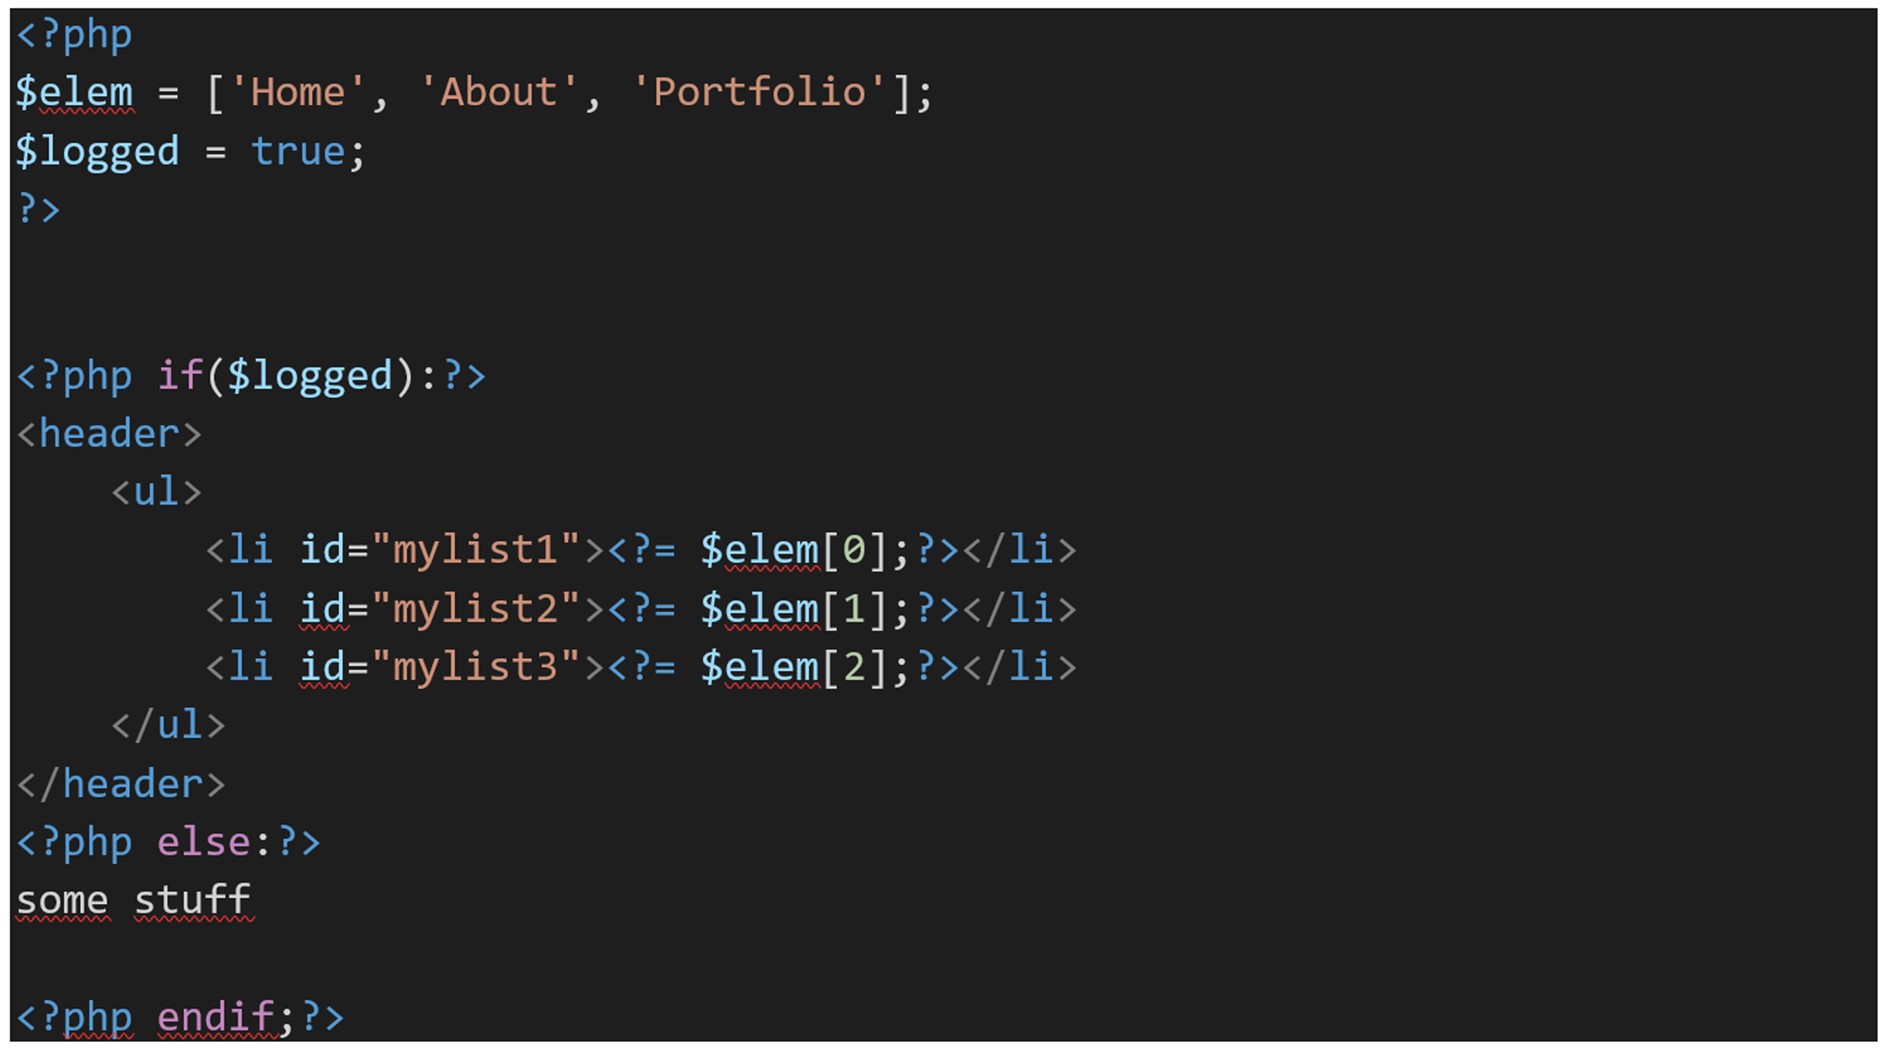 <?php
$elem = ['Home', 'About', 'Portfolio'];
$logged = true;
?>
<?php if($logged):?>
<header>
    <ul>
        <li id="mylist1"><?= $elem[0];?></li>
        <li id="mylist2"><?= $elem[1];?></li>
        <li id="mylist3"><?= $elem[2];?></li>
    </ul>
</header>
<?php else:?>
some stuff
<?php endif;?>